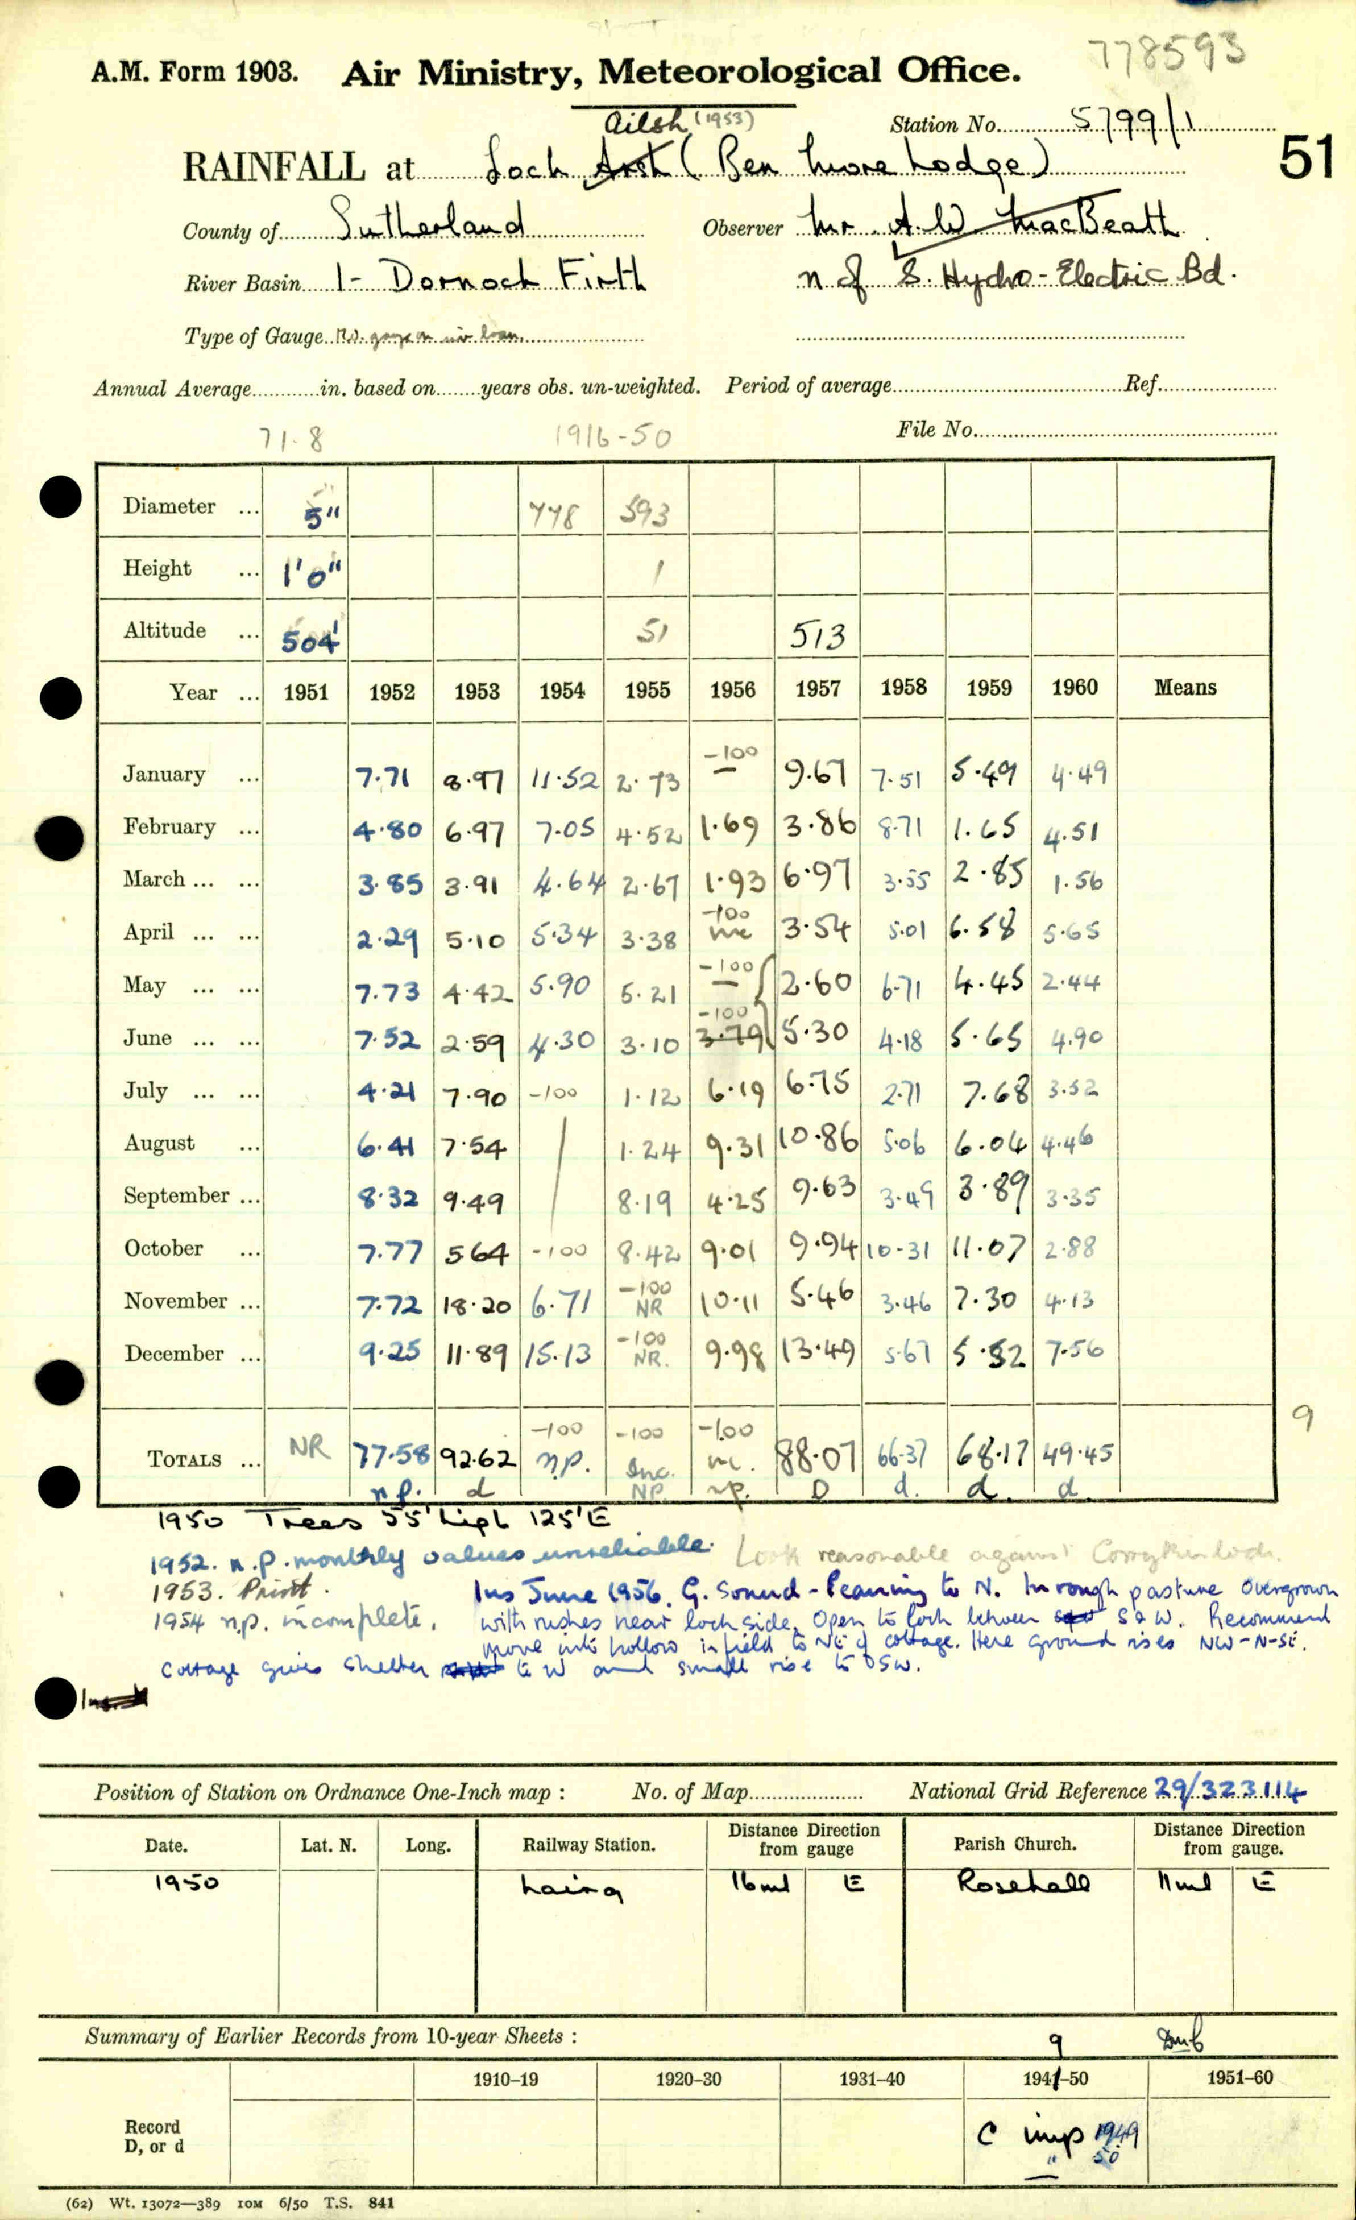 778593
A.M. Form 1903. Air Ministry, Meteorological Office.
Ailsh (1953)
Station No. 5799/1
51
RAINFALL at Loch (Ben More Lodge)
County of Sutherland Observer Mr. A.W. MacBeath
River Basin 1- Dornoch Firth N of S. Hydro-Electric Bd.
Type of Gauge gauge on loan.
Annual Average in. based on years obs. un-weighted. Period of average Ref.
71.8 1916-50
File No.
Diameter ... 5" 778 593
Height ... 1'0" 1
Altitude ... 504' 51 513
Year ... 1951 1952 1953 1954 1955 1956 1957 1958 1959 1960 Means
January ... 7.71 8.97 11.52 2.73 -100 — 9.67 7.51 5.49 4.49
February ... 4.80 6.97 7.05 4.52 1.69 3.86 8.71 1.65 4.51
March ... ... 3.85 3.91 4.64 2.67 1.93 6.97 3.55 2.85 1.56
April ... ... 2.29 5.10 5.34 3.38 -100 inc 3.54 5.01 6.58 5.65
May ... ... 7.73 4.42 5.90 5.21 -100 — 2.60 6.71 4.45 2.44
June ... ... 7.52 2.59 4.30 3.10 -100 3.79 5.30 4.18 5.65 4.90
July ... ... 4.21 7.90 -100 1.12 6.19 6.75 2.71 7.68 3.52
August ... 6.41 7.54 1.24 9.31 10.86 5.06 6.04 4.46
September ... 8.32 9.49 8.19 4.25 9.63 3.49 3.89 3.35
October ... 7.77 5.64 -100 8.42 9.01 9.94 10.31 11.07 2.88
November ... 7.72 18.20 6.71 -100 NR 10.11 5.46 3.46 7.30 4.13
December ... 9.25 11.89 15.13 -100 NR. 9.98 13.49 5.67 5.52 7.56
9
TOTALS ... NR 77.58 92.62 -100 n.p. -100 Inc. -100 inc. 88.07 66.37 68.17 49.45
n.p. d NP. np. D d. d. d.
1950 Trees 55' high 125'E
1952. n.p. monthly values unreliable. Look reasonable against
1953. Print.
Ins June 1956. G. Sound - leaning to N. In rough pasture overgrown
1954 n.p. incomplete.
with rushes near loch side. Open to loch between S & W. Recommend
move into hollow in field to NE of cottage. Here ground rises NW-N-SE.
Cottage gives shelter to W and small rise to SSW.
Position of Station on Ordnance One-Inch map : No. of Map National Grid Reference 29/323114
Date. Lat. N. Long. Railway Station. Distance from Direction gauge Parish Church. Distance from Direction gauge.
1950 Lairg 16ml E Rosehall 11ml E
Summary of Earlier Records from 10-year Sheets :
9
1910–19 1920–30 1931–40 1941–50 1951–60
Record
D, or d
C imp 1949
" 50
(62) Wt. 13072—389 10M 6/50 T.S. 841